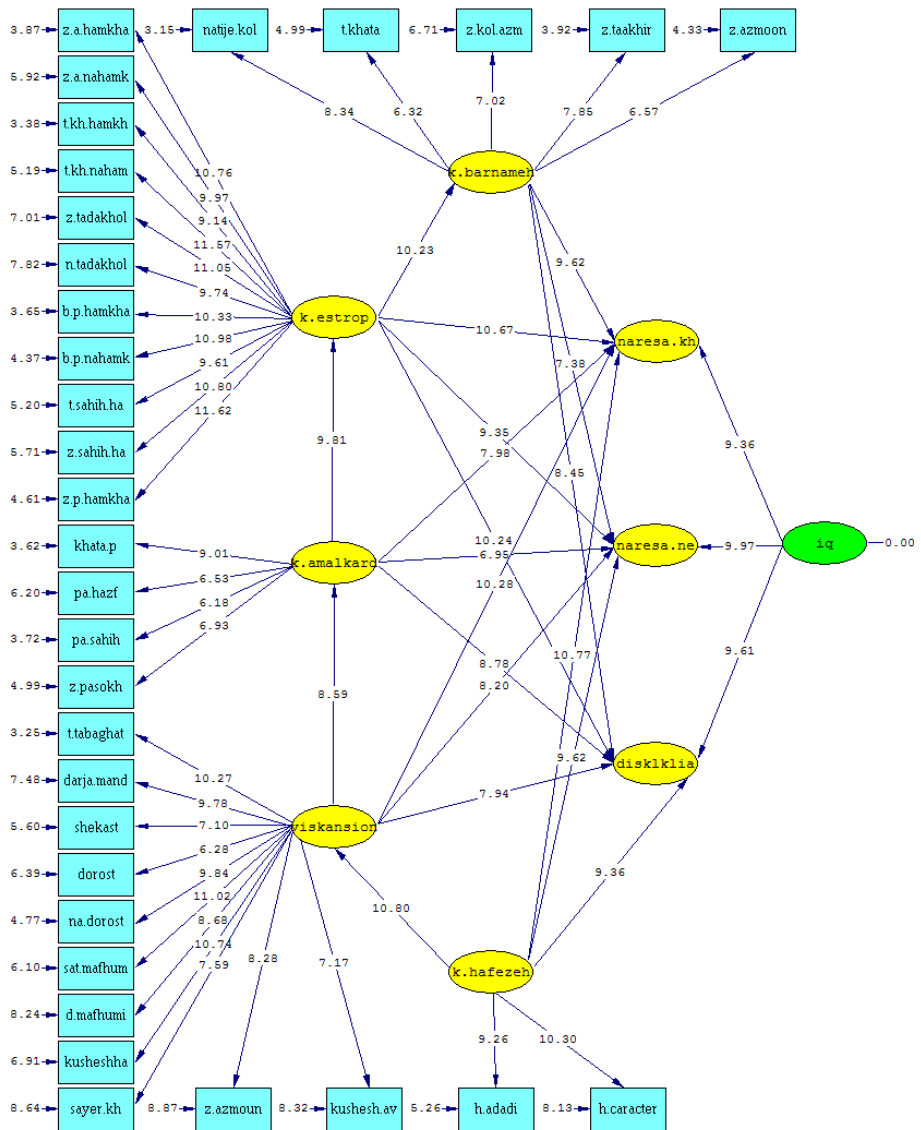 3.87 z.a.hamkha 3.15 natije.kol 4.99 t.khata 6.71 z.kol.azm 3.92 z.taakhir 4.33 z.azmoon
5.92 z.a.nahamk
8.34 6.32 7.02 7.85 6.57
3.38 t.kh.hamkh
5.19 t.kh.naham
k.barnameh
10.76
9.97
7.01 z.tadakhol
9.14
11.57
11.05
10.23
9.62
7.82 n.tadakhol
9.74
3.65 b.p.hamkha
10.33
k.estrop
10.67
naresa.kh
4.37 b.p.nahamk
10.98
9.61
7.38
5.20 t.sahih.ha
10.80
11.62
9.35
9.81
7.98
8.45
9.36
5.71 z.sahih.ha
4.61 z.p.hamkha
3.62 khata.p
9.01
k.amalkard
10.24
6.95
naresa.ne
9.97
iq
0.00
6.20 pa.hazf
6.53
10.28
3.72 pa.sahih
6.18
6.93
10.77
9.61
4.99 z.pasokh
8.59
8.78
8.20
3.25 t.tabaghat
9.62
disklklia
7.48 darja.mand
10.27
9.78
7.94
5.60 shekast
7.10
viskansion
6.39 dorost
6.28
9.84
9.36
4.77 na.dorost
11.02
8.68
10.80
6.10 sat.mafhum
10.74
7.59
8.28
7.17
k.hafezeh
8.24 d.mafhumi
9.26
10.30
6.91 kusheshha
8.64 sayer.kh 8.87 z.azmoun 8.32 kushesh.av 5.26 h.adadi 8.13 h.caracter